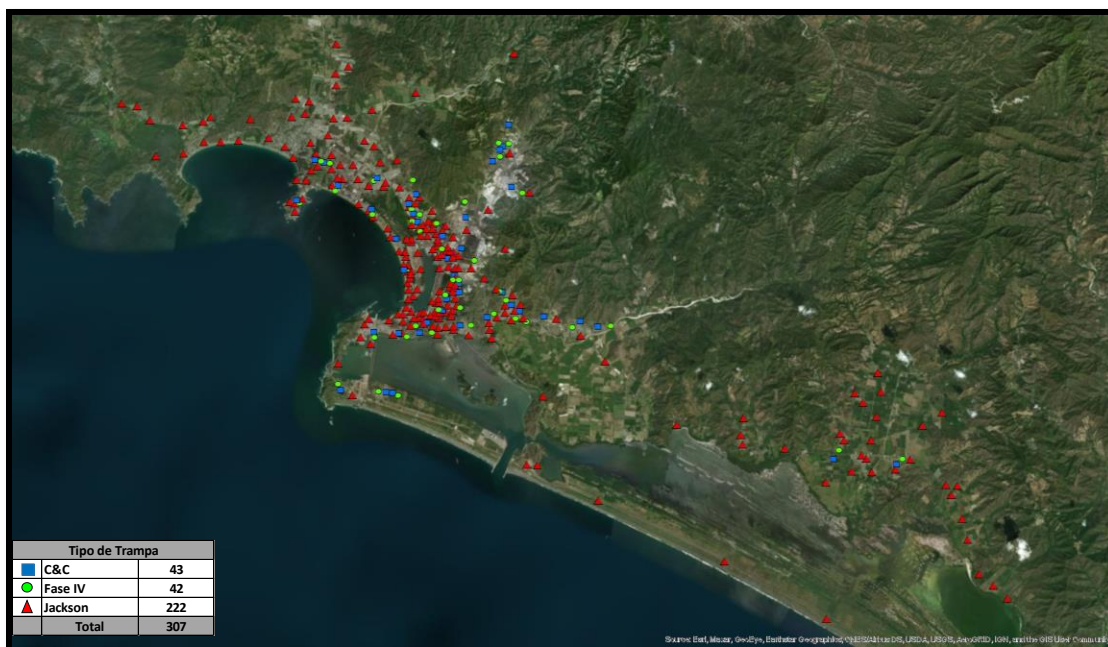 Tipo de Trampa
C&C 43
Fase IV 42
Jackson 222
Total 307
Source: Esri, Maxar, GeoEye, Earthstar Geographics, CNES/Airbus DS, USDA, USGS, AeroGRID, IGN, and the GIS User Communit